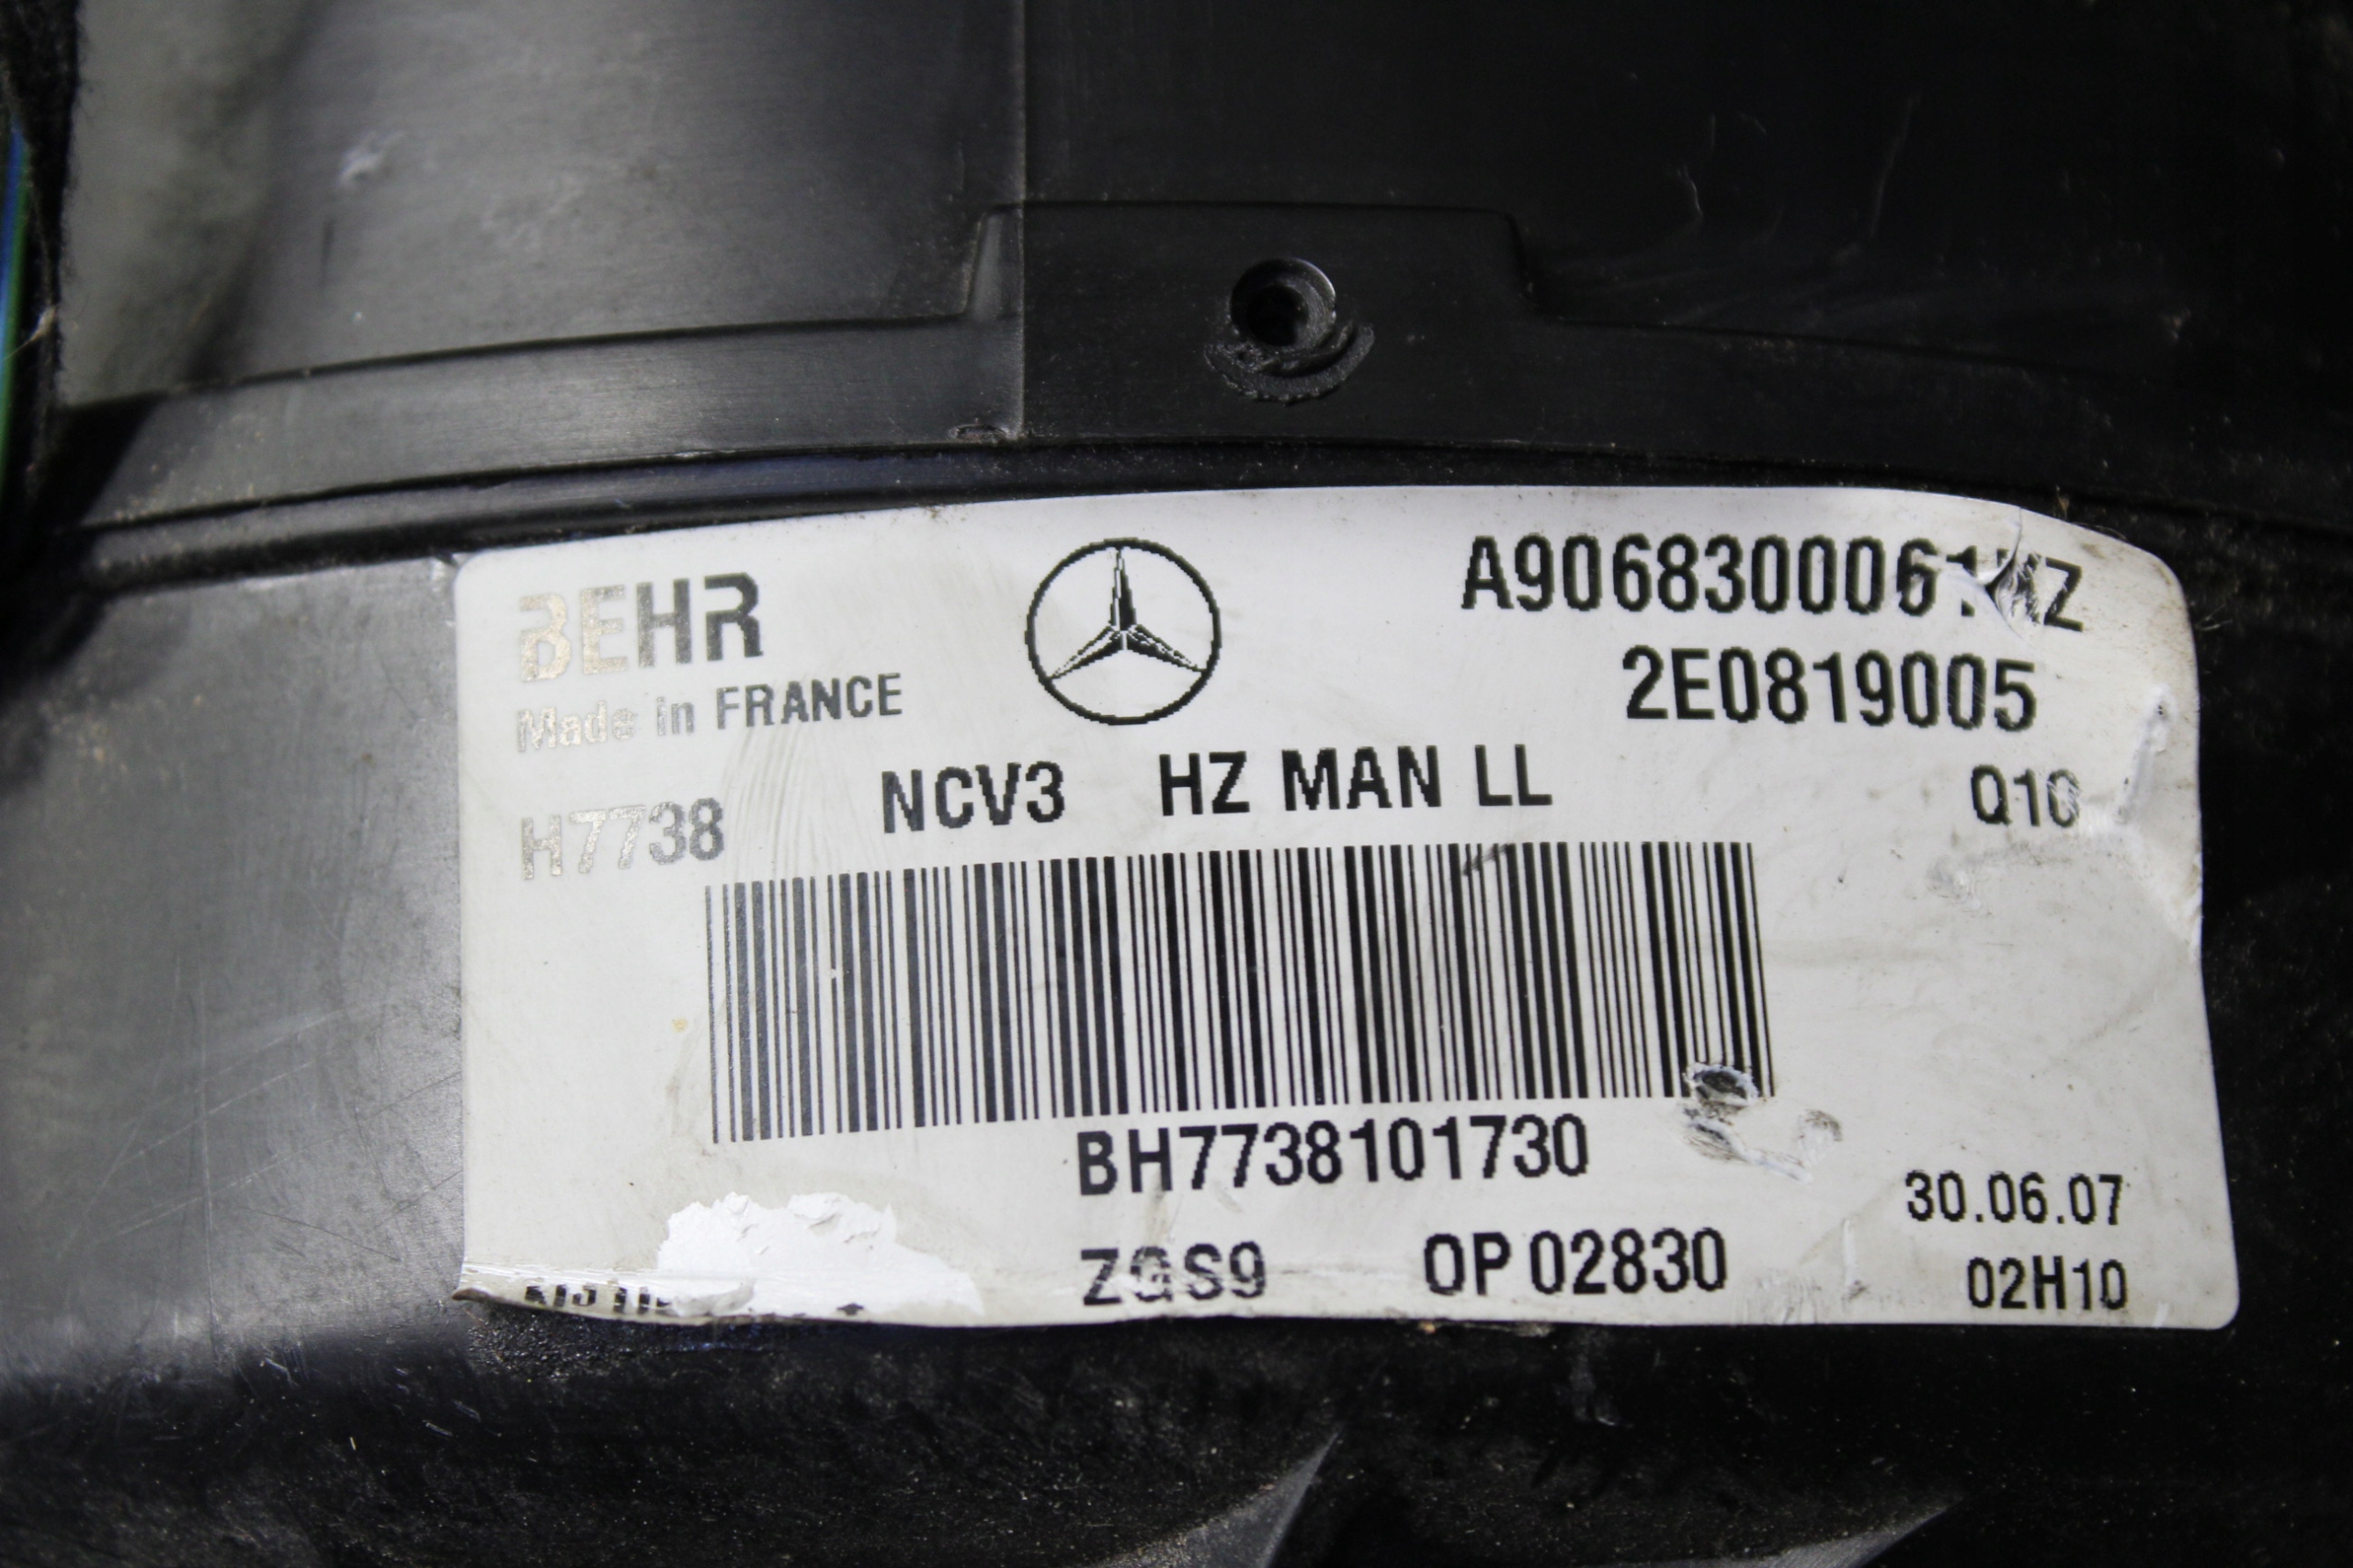 BEHR
A9068300061HZ
Made in FRANCE
2E0819005
H7738 NCV3 HZ MAN LL Q10
BH7738101730
30.06.07
ZGS9 OP 02830
02H10